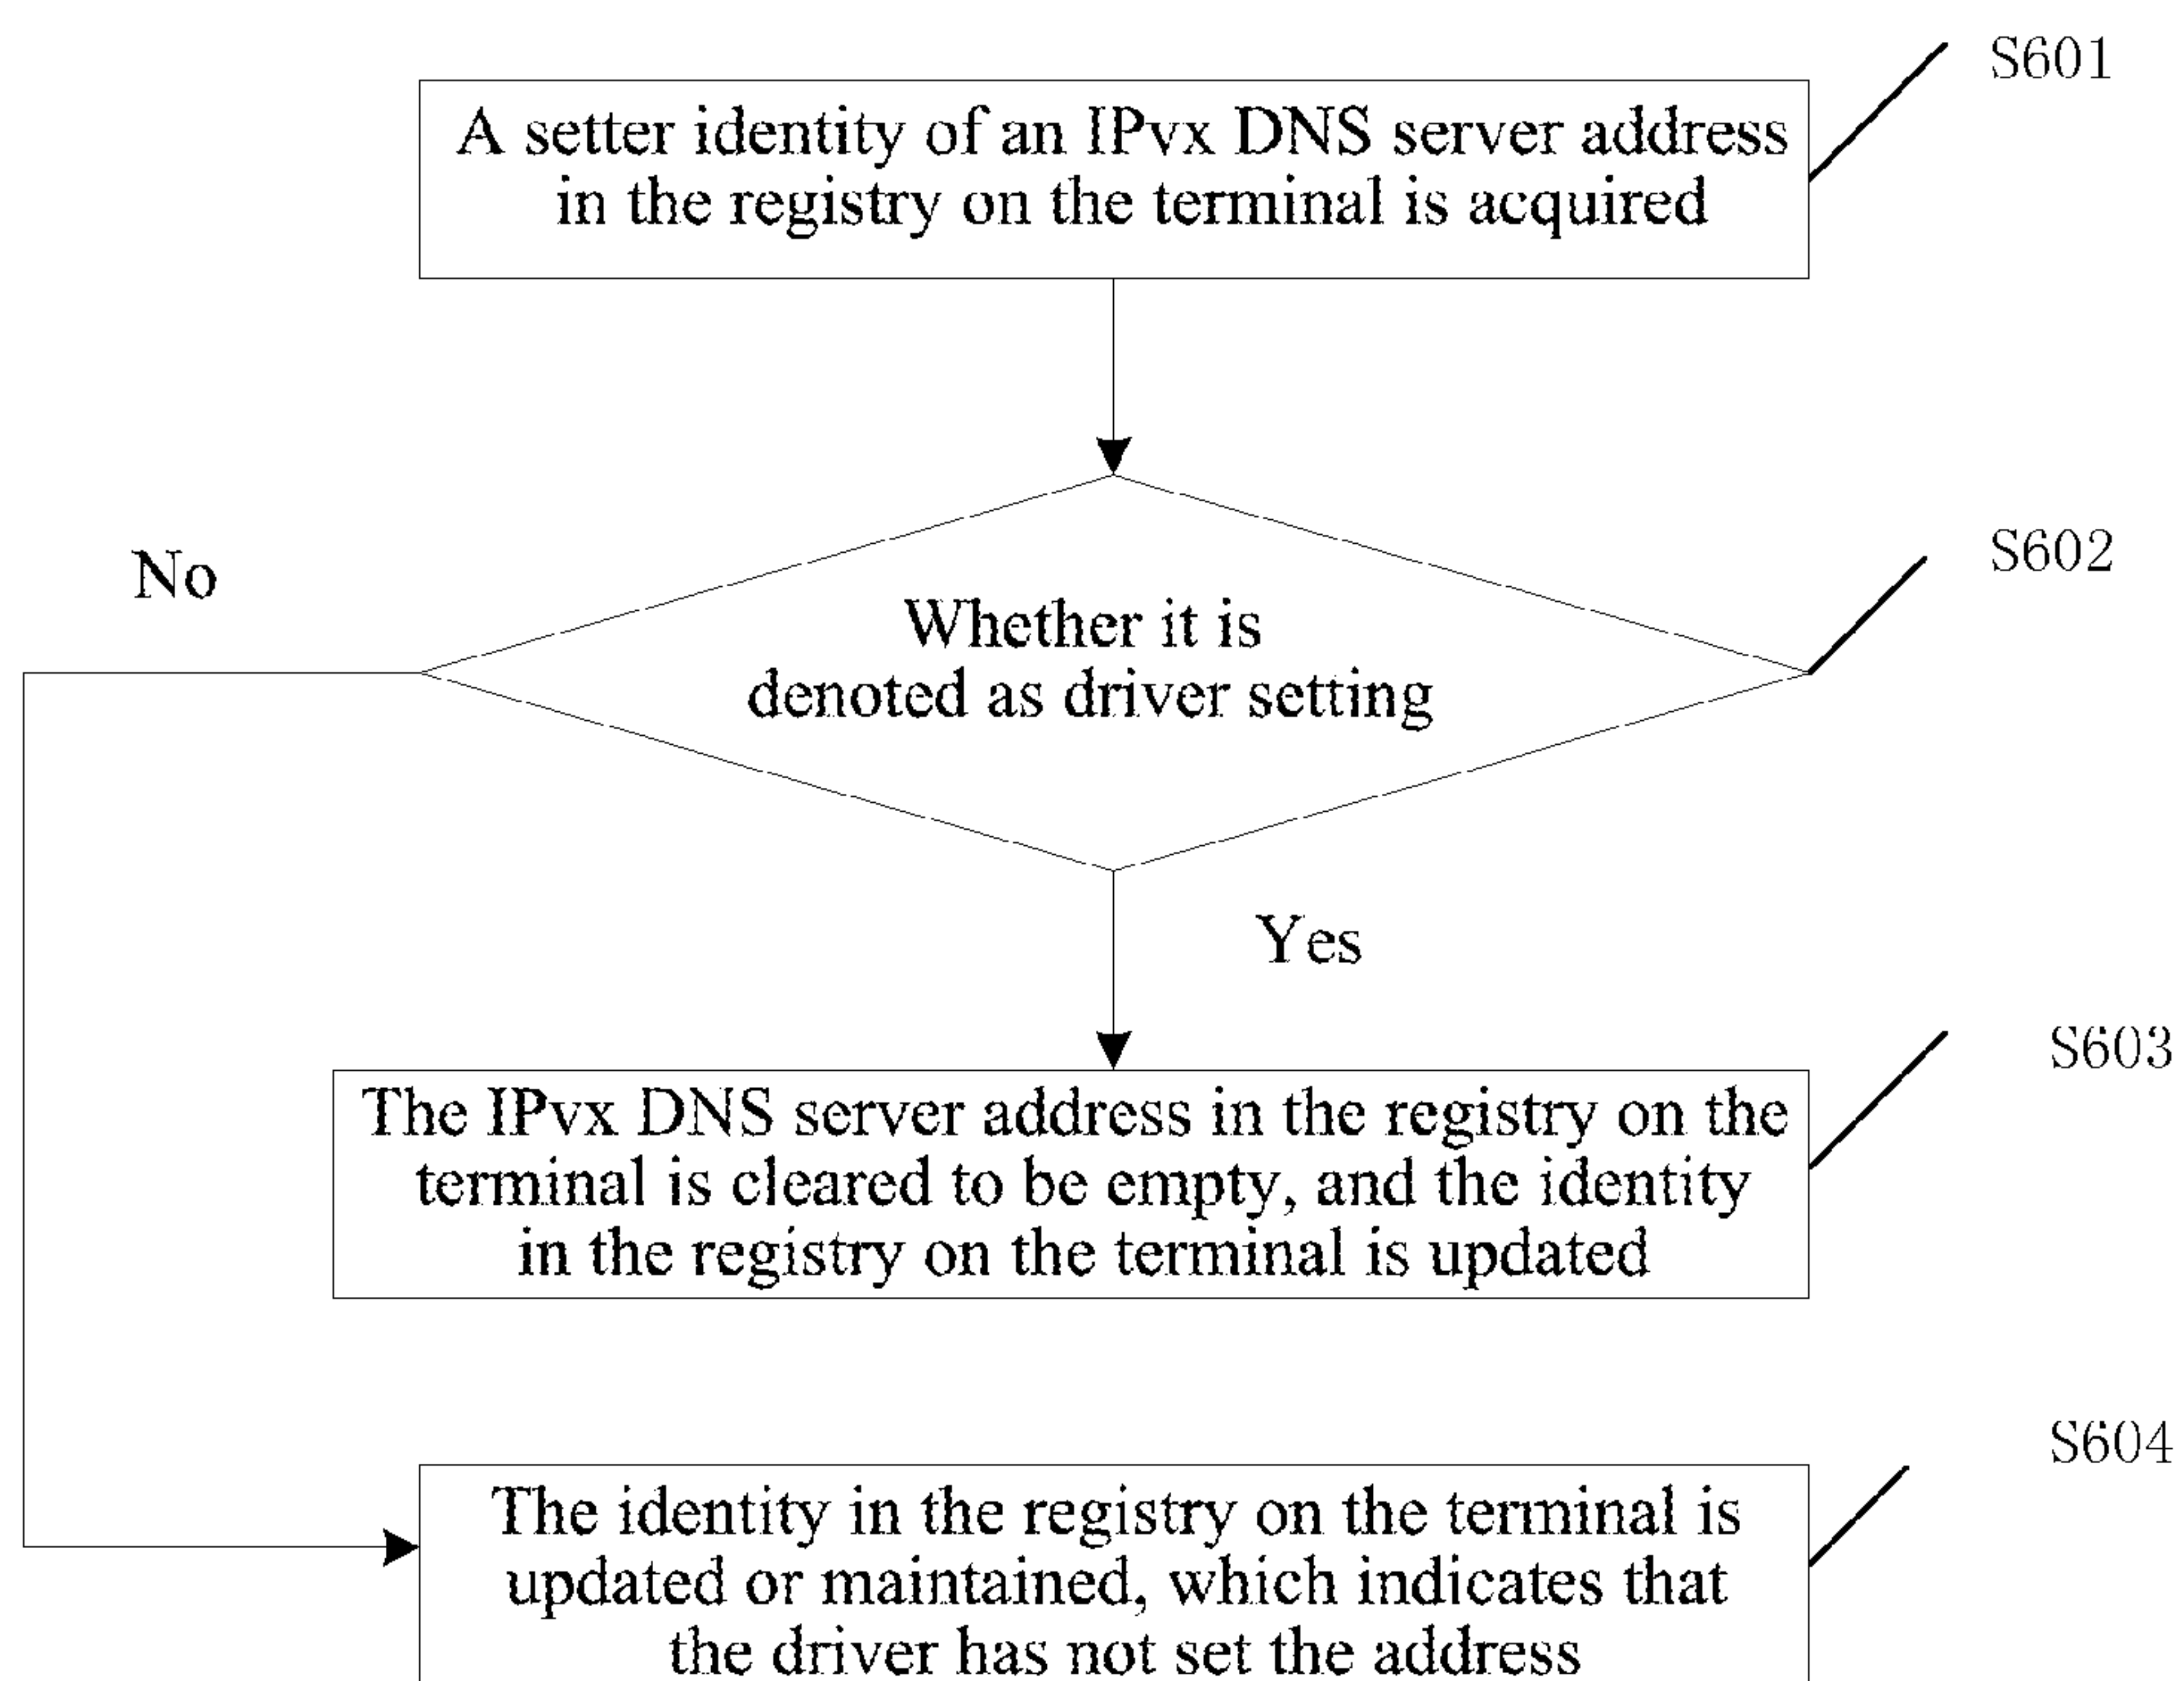 S601
A setter identity of an IPvx DNS server address
in the registry on the terminal is acquired
S602
No
Whether it is
denoted as driver setting
Yes
S603
The IPvx DNS server address in the registry on the
terminal is cleared to be empty, and the identity
in the registry on the terminal is updated
S604
The identity in the registry on the terminal is
updated or maintained, which indicates that
the driver has not set the address